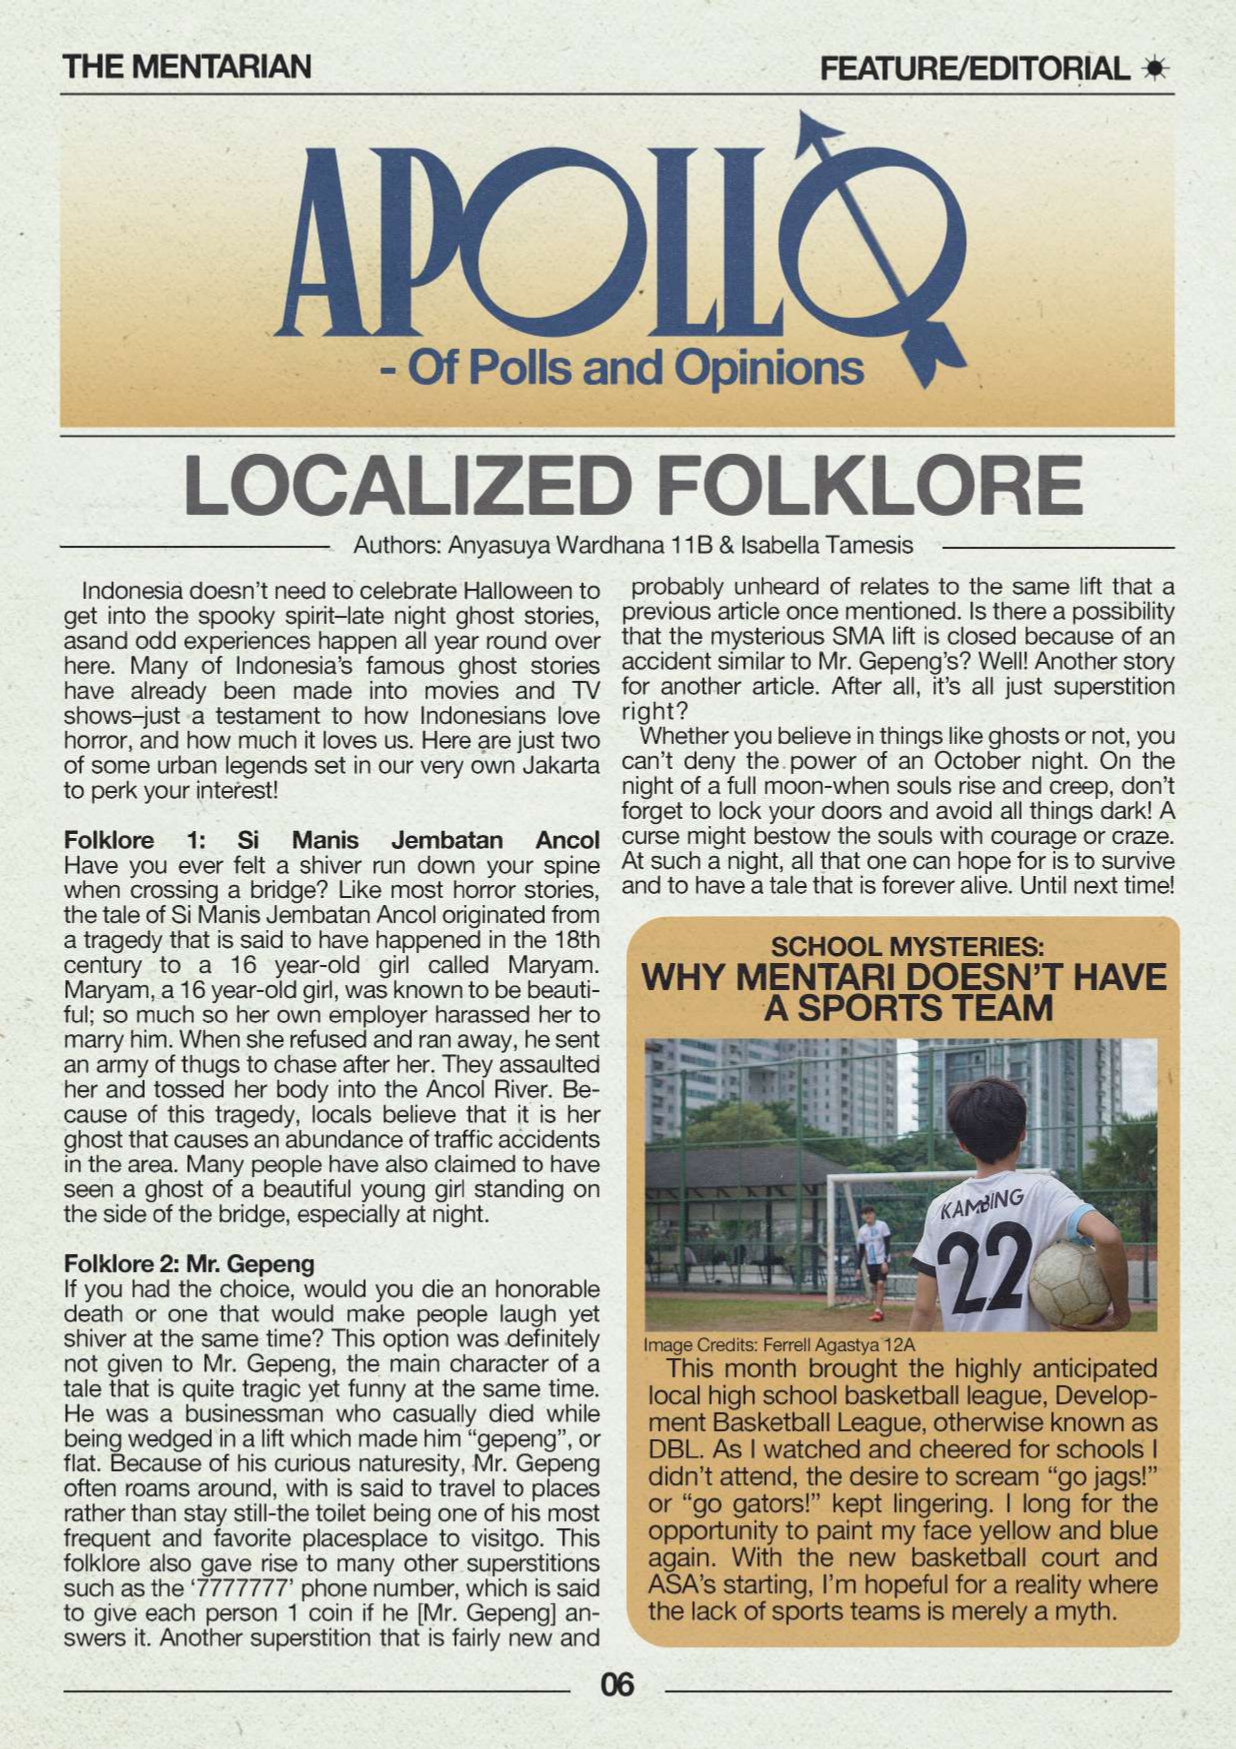 THE MENTARIAN
FEATURE/EDITORIAL
APOLLO
- Of Polls and Opinions
LOCALIZED FOLKLORE
Authors: Anyasuya Wardhana 11B & Isabella Tamesis
Indonesia doesn't need to celebrate Halloween to
get into the spooky spirit–late night ghost stories,
asand odd experiences happen all year round over
here. Many of Indonesia's famous ghost stories
have already been made into movies and TV
shows–just a testament to how Indonesians love
horror, and how much it loves us. Here are just two
of some urban legends set in our very own Jakarta
to perk your interest!
Folklore 1: Si Manis Jembatan Ancol
Have you ever felt a shiver run down your spine
when crossing a bridge? Like most horror stories,
the tale of Si Manis Jembatan Ancol originated from
a tragedy that is said to have happened in the 18th
century to a 16 year-old girl called Maryam.
Maryam, a 16 year-old girl, was known to be beauti-
ful; so much so her own employer harassed her to
marry him. When she refused and ran away, he sent
an army of thugs to chase after her. They assaulted
her and tossed her body into the Ancol River. Be-
cause of this tragedy, locals believe that it is her
ghost that causes an abundance of traffic accidents
in the area. Many people have also claimed to have
seen a ghost of a beautiful young girl standing on
the side of the bridge, especially at night.
Folklore 2: Mr. Gepeng
If you had the choice, would you die an honorable
death or one that would make people laugh yet
shiver at the same time? This option was definitely
not given to Mr. Gepeng, the main character of a
tale that is quite tragic yet funny at the same time.
He was a businessman who casually died while
being wedged in a lift which made him "gepeng", or
flat. Because of his curious naturesity, Mr. Gepeng
often roams around, with is said to travel to places
rather than stay still-the toilet being one of his most
frequent and favorite placesplace to visitgo. This
folklore also gave rise to many other superstitions
such as the '7777777' phone number, which is said
to give each person 1 coin if he [Mr. Gepeng] an-
swers it. Another superstition that is fairly new and
probably unheard of relates to the same lift that a
previous article once mentioned. Is there a possibility
that the mysterious SMA lift is closed because of an
accident similar to Mr. Gepeng's? Well! Another story
for another article. After all, it's all just superstition
right?
Whether you believe in things like ghosts or not, you
can't deny the power of an October night. On the
night of a full moon-when souls rise and creep, don't
forget to lock your doors and avoid all things dark! A
curse might bestow the souls with courage or craze.
At such a night, all that one can hope for is to survive
and to have a tale that is forever alive. Until next time!
SCHOOL MYSTERIES:
WHY MENTARI DOESN'T HAVE
A SPORTS TEAM
KAMBING
22
Image Credits: Ferrell Agastya 12A
This month brought the highly anticipated
local high school basketball league, Develop-
ment Basketball League, otherwise known as
DBL. As I watched and cheered for schools I
didn't attend, the desire to scream "go jags!"
or "go gators!" kept lingering. I long for the
opportunity to paint my face yellow and blue
again. With the new basketball court and
ASA's starting, I'm hopeful for a reality where
the lack of sports teams is merely a myth.
06